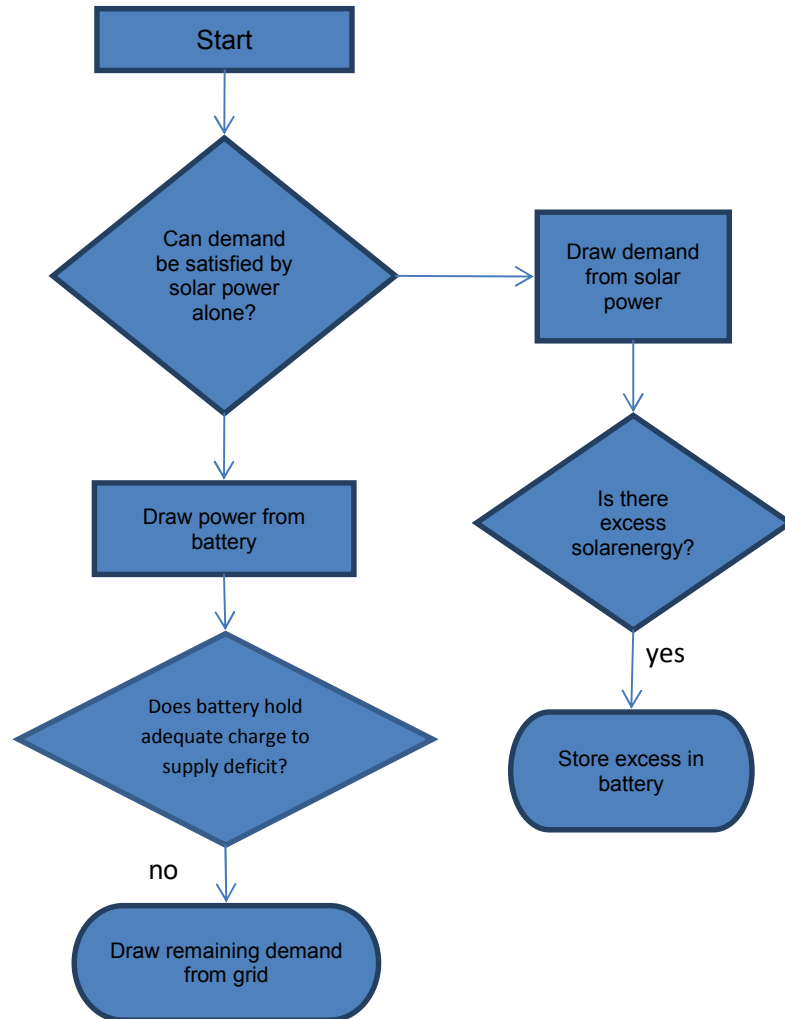 Start
Can demand
be satisfied by
solar power
alone?
Draw demand
from solar
power
Draw power from
battery
Is there
excess
solarenergy?
yes
Does battery hold
adequate charge to
supply deficit?
Store excess in
battery
no
Draw remaining demand
from grid